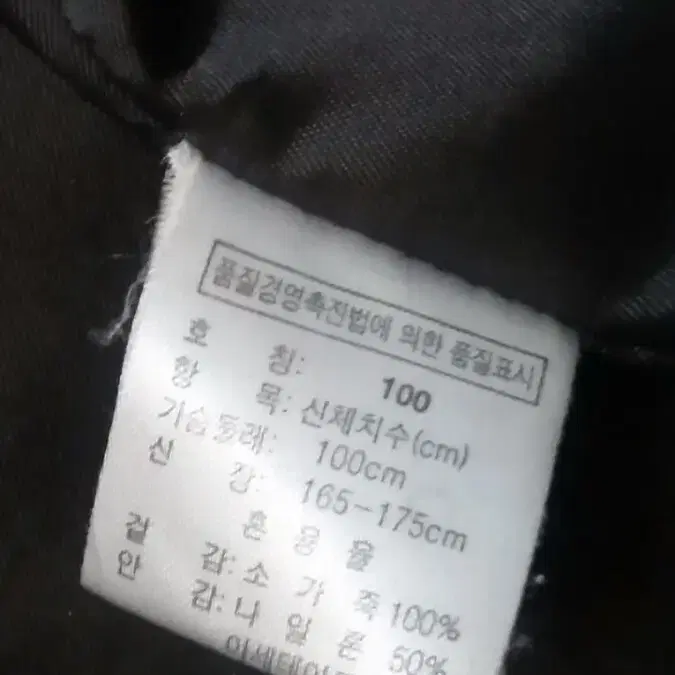 품질경영촉진법에 의한 품질표시
호 칭: 100
항 목: 신체치수(cm)
가슴둘레: 100cm
신 장: 165-175cm
혼 용 율
겉 감: 소 가 죽 100%
안 감: 나 일 론 50%